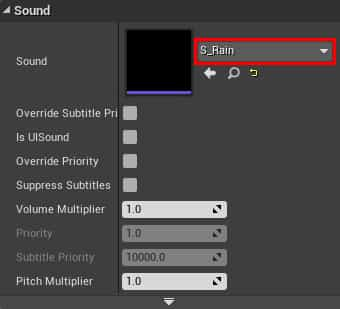 Sound
Sound
S_Rain
Override Subtitle Pri
Is UISound
Override Priority
Suppress Subtitles
Volume Multiplier 1.0
Priority 1.0
Subtitle Priority 10000.0
Pitch Multiplier 1.0